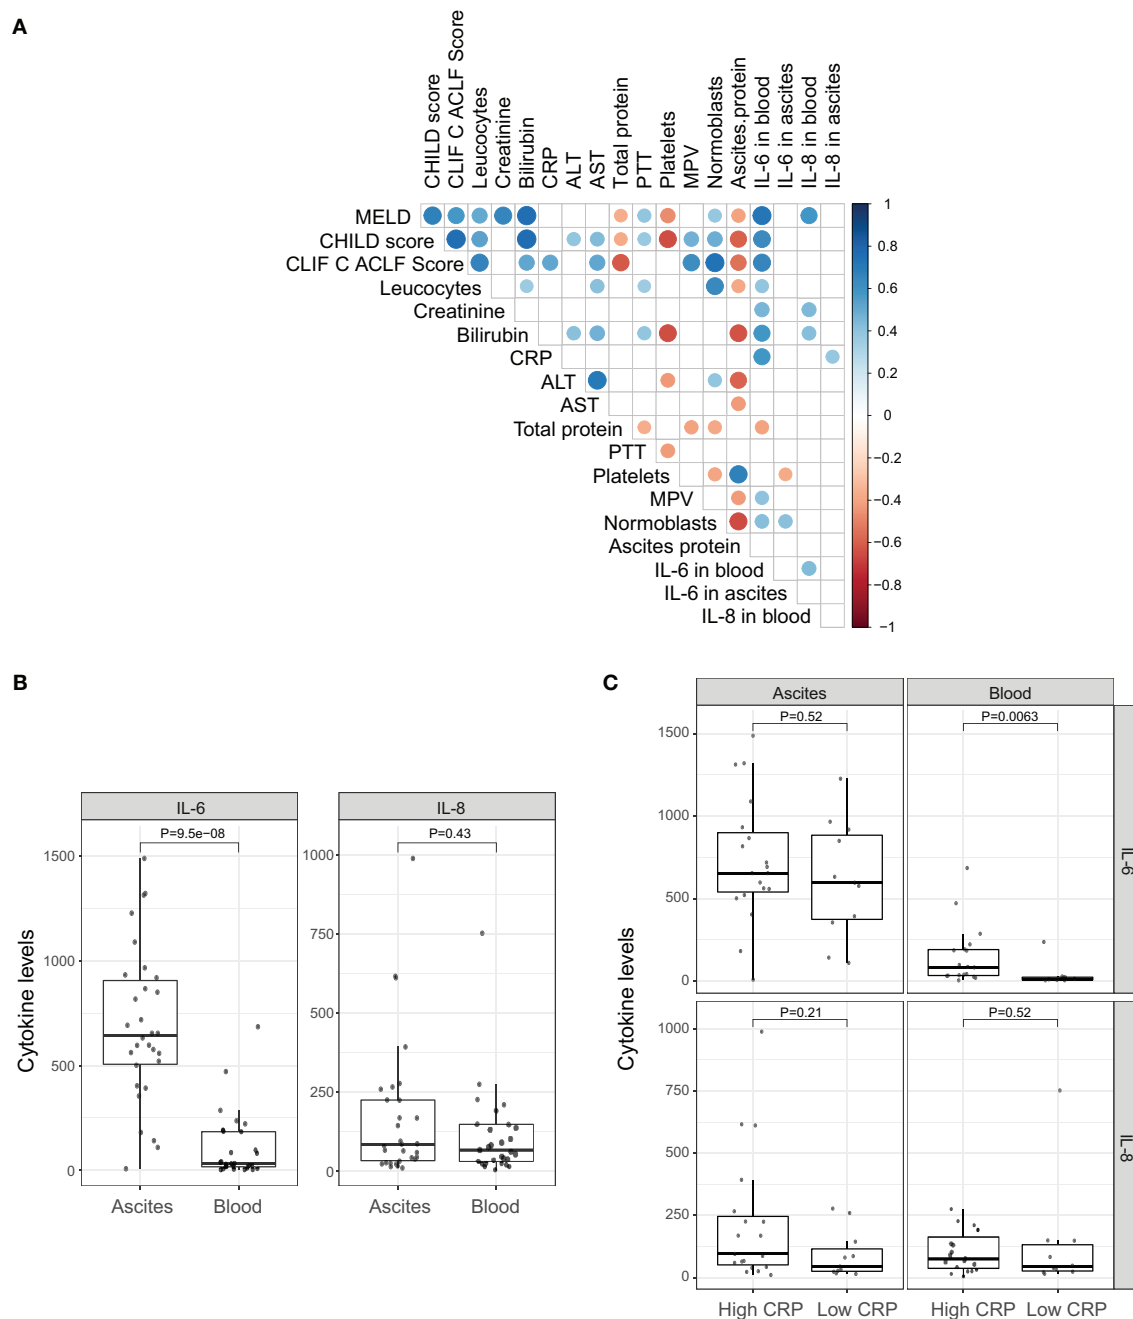 A
CHILD score
CLIF C ACLF Score
Leucocytes
Creatinine
Bilirubin
CRP
ALT
AST
Total protein
PTT
Platelets
MPV
Normoblasts
Ascites.protein
IL-6 in blood
IL-6 in ascites
IL-8 in blood
IL-8 in ascites
MELD
CHILD score
CLIF C ACLF Score
Leucocytes
Creatinine
Bilirubin
CRP
ALT
AST
Total protein
PTT
Platelets
MPV
Normoblasts
Ascites protein
IL-6 in blood
IL-6 in ascites
IL-8 in blood
1
0.8
0.6
0.4
0.2
0
−0.2
−0.4
−0.6
−0.8
−1
B
IL-6
IL-8
P=9.5e−08
P=0.43
Cytokine levels
1500
1000
500
0
1000
750
500
250
0
Ascites
Blood
Ascites
Blood
C
Ascites
Blood
P=0.52
P=0.0063
1500
1000
500
0
IL-6
Cytokine levels
P=0.21
P=0.52
1000
750
500
250
0
IL-8
High CRP
Low CRP
High CRP
Low CRP